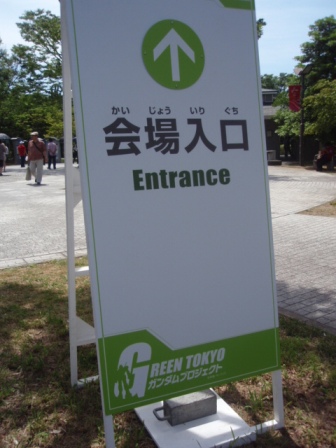 かい じょう いり ぐち
会場入口
Entrance
GREEN TOKYO
ガンダムプロジェクト